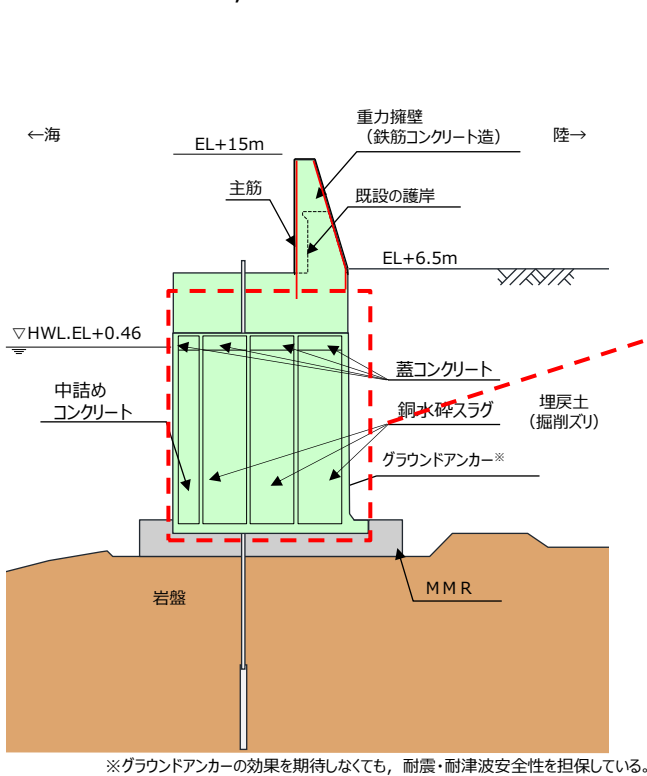 重力擁壁
（鉄筋コンクリート造）
←海
陸→
EL+15m
主筋
既設の護岸
EL+6.5m
▽HWL.EL+0.46
蓋コンクリート
中詰め
コンクリート
銅水砕スラグ
埋戻土
（掘削ズリ）
グラウンドアンカー※
ＭＭＲ
岩盤
※グラウンドアンカーの効果を期待しなくても，耐震・耐津波安全性を担保している。